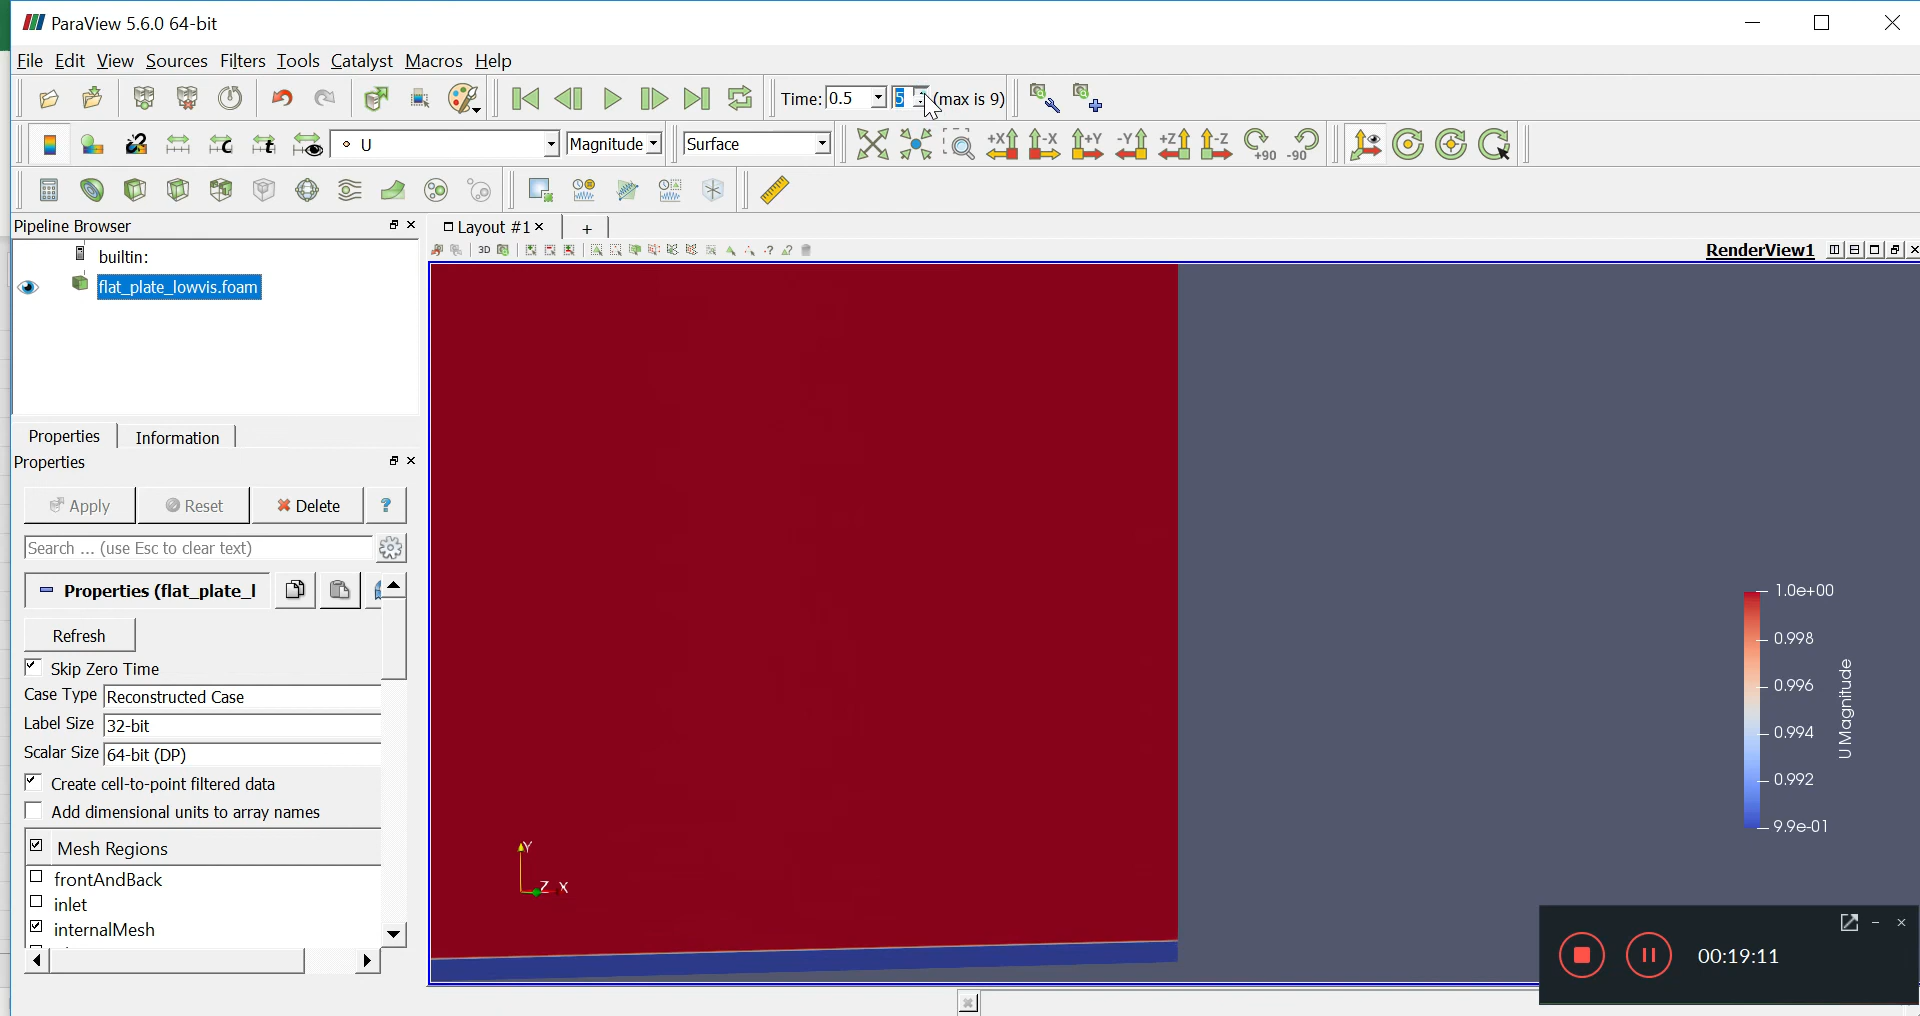 ParaView 5.6.0 64-bit
File Edit View Sources Filters Tools Catalyst Macros Help
Time: 0.5 5 (max is 9)
U Magnitude Surface +X -X +Y -Y +Z -Z +90 -90
Pipeline Browser
Layout #1 +
builtin:
3D
RenderView1
flat_plate_lowvis.foam
Properties Information
Properties
Apply Reset Delete ?
Search ... (use Esc to clear text)
Properties (flat_plate_l
Refresh
Skip Zero Time
Case Type Reconstructed Case
Label Size 32-bit
Scalar Size 64-bit (DP)
Create cell-to-point filtered data
Add dimensional units to array names
Mesh Regions
frontAndBack
inlet
internalMesh
Y
Z X
1.0e+00
0.998
0.996
0.994
0.992
9.9e-01
U Magnitude
00:19:11